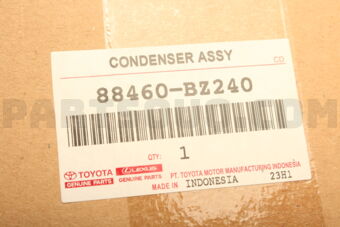 CONDENSER ASSY
CD
88460-BZ240
QTY: 1
TOYOTA LEXUS
GENUINE PARTS GENUINE PARTS
PT. TOYOTA MOTOR MANUFACTURING INDONESIA
MADE IN INDONESIA 23H1